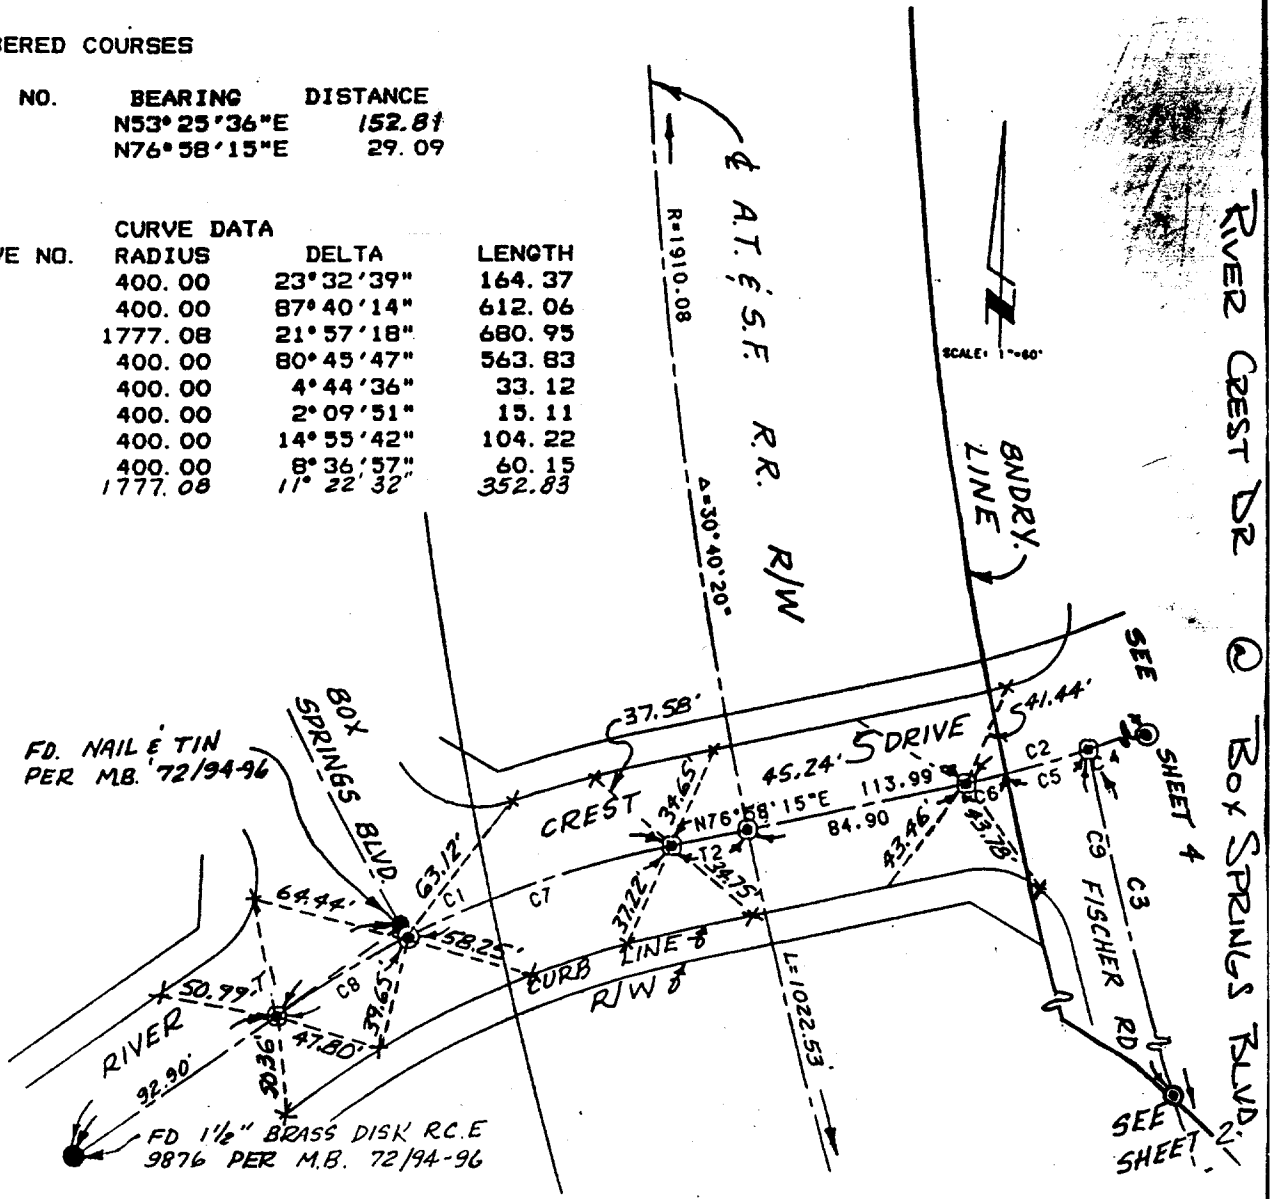 BERED COURSES
NO. BEARING DISTANCE
N53°25'36"E 152.81
N76°58'15"E 29.09
CURVE DATA
VE NO. RADIUS DELTA LENGTH
400.00 23°32'39" 164.37
400.00 87°40'14" 612.06
1777.08 21°57'18" 680.95
400.00 80°45'47" 563.83
400.00 4°44'36" 33.12
400.00 2°09'51" 15.11
400.00 14°55'42" 104.22
400.00 8°36'57" 60.15
1777.08 11°22'32" 352.83
℄ A.T. & S.F. R.R. R/W
R=1910.08
Δ=30°40'20"
L=1022.53'
SCALE: 1"=60'
BNDRY.
LINE
RIVER CREST DR @ BOX SPRINGS BLVD.
SEE
SHEET 4
BOX
SPRINGS BLVD.
FD. NAIL & TIN
PER M.B. 72/94-96
37.58'
41.44'
DRIVE
CREST
45.24'
113.99'
N76°58'15"E
84.90
C2
C5
C6
C4
34.65'
T2
34.75'
37.22'
43.46'
43.78'
63.12'
C1
C7
64.44'
58.25'
C8
39.65'
50.99'
47.80'
50.36'
92.90'
RIVER
CURB LINE
R/W
C9
C3
FISCHER RD
SEE
SHEET 2
FD 1½" BRASS DISK R.C.E
9876 PER M.B. 72/94-96